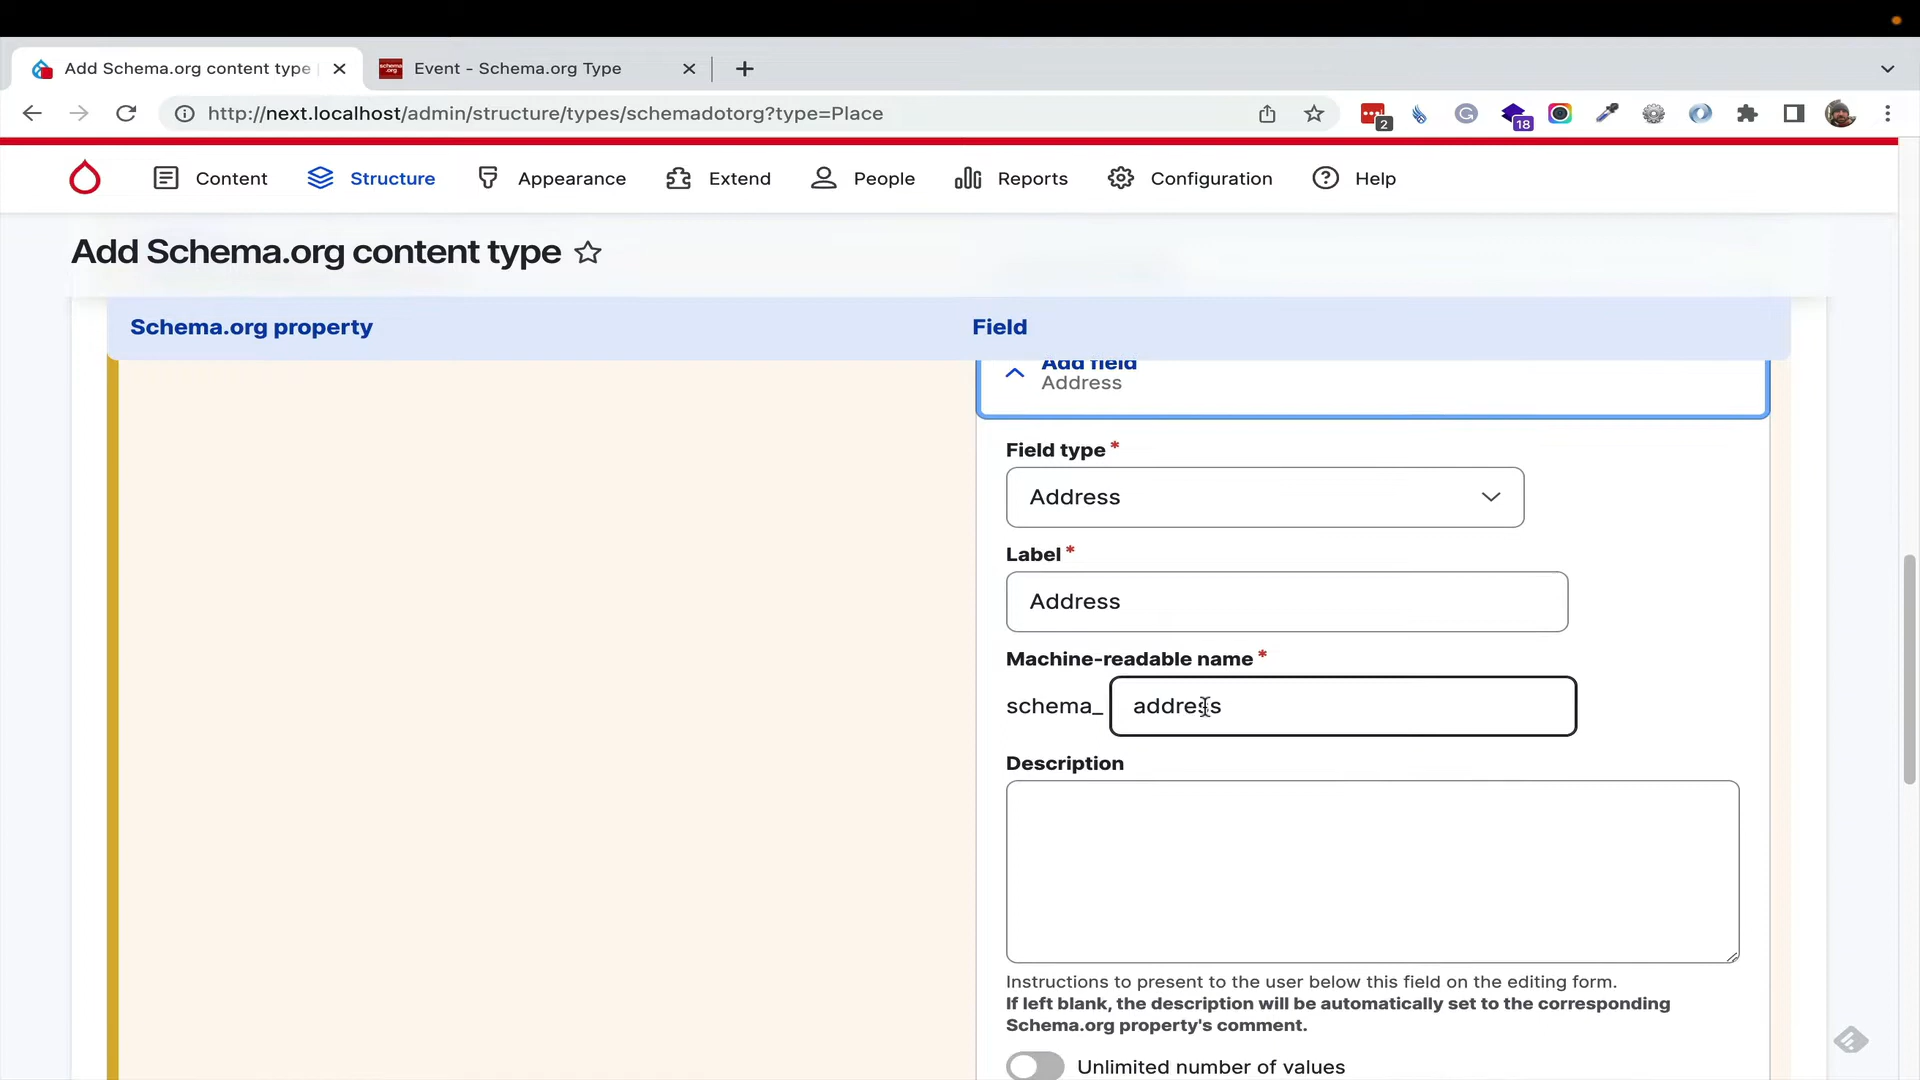 Add Schema.org content type
Event - Schema.org Type
http://next.localhost/admin/structure/types/schemadotorg?type=Place
2
18
Content
Structure
Appearance
Extend
People
Reports
Configuration
Help
Add Schema.org content type
Schema.org property
Field
Add field
Address
Field type *
Address
Label *
Address
Machine-readable name *
schema_ address
Description
Instructions to present to the user below this field on the editing form.
If left blank, the description will be automatically set to the corresponding
Schema.org property's comment.
Unlimited number of values